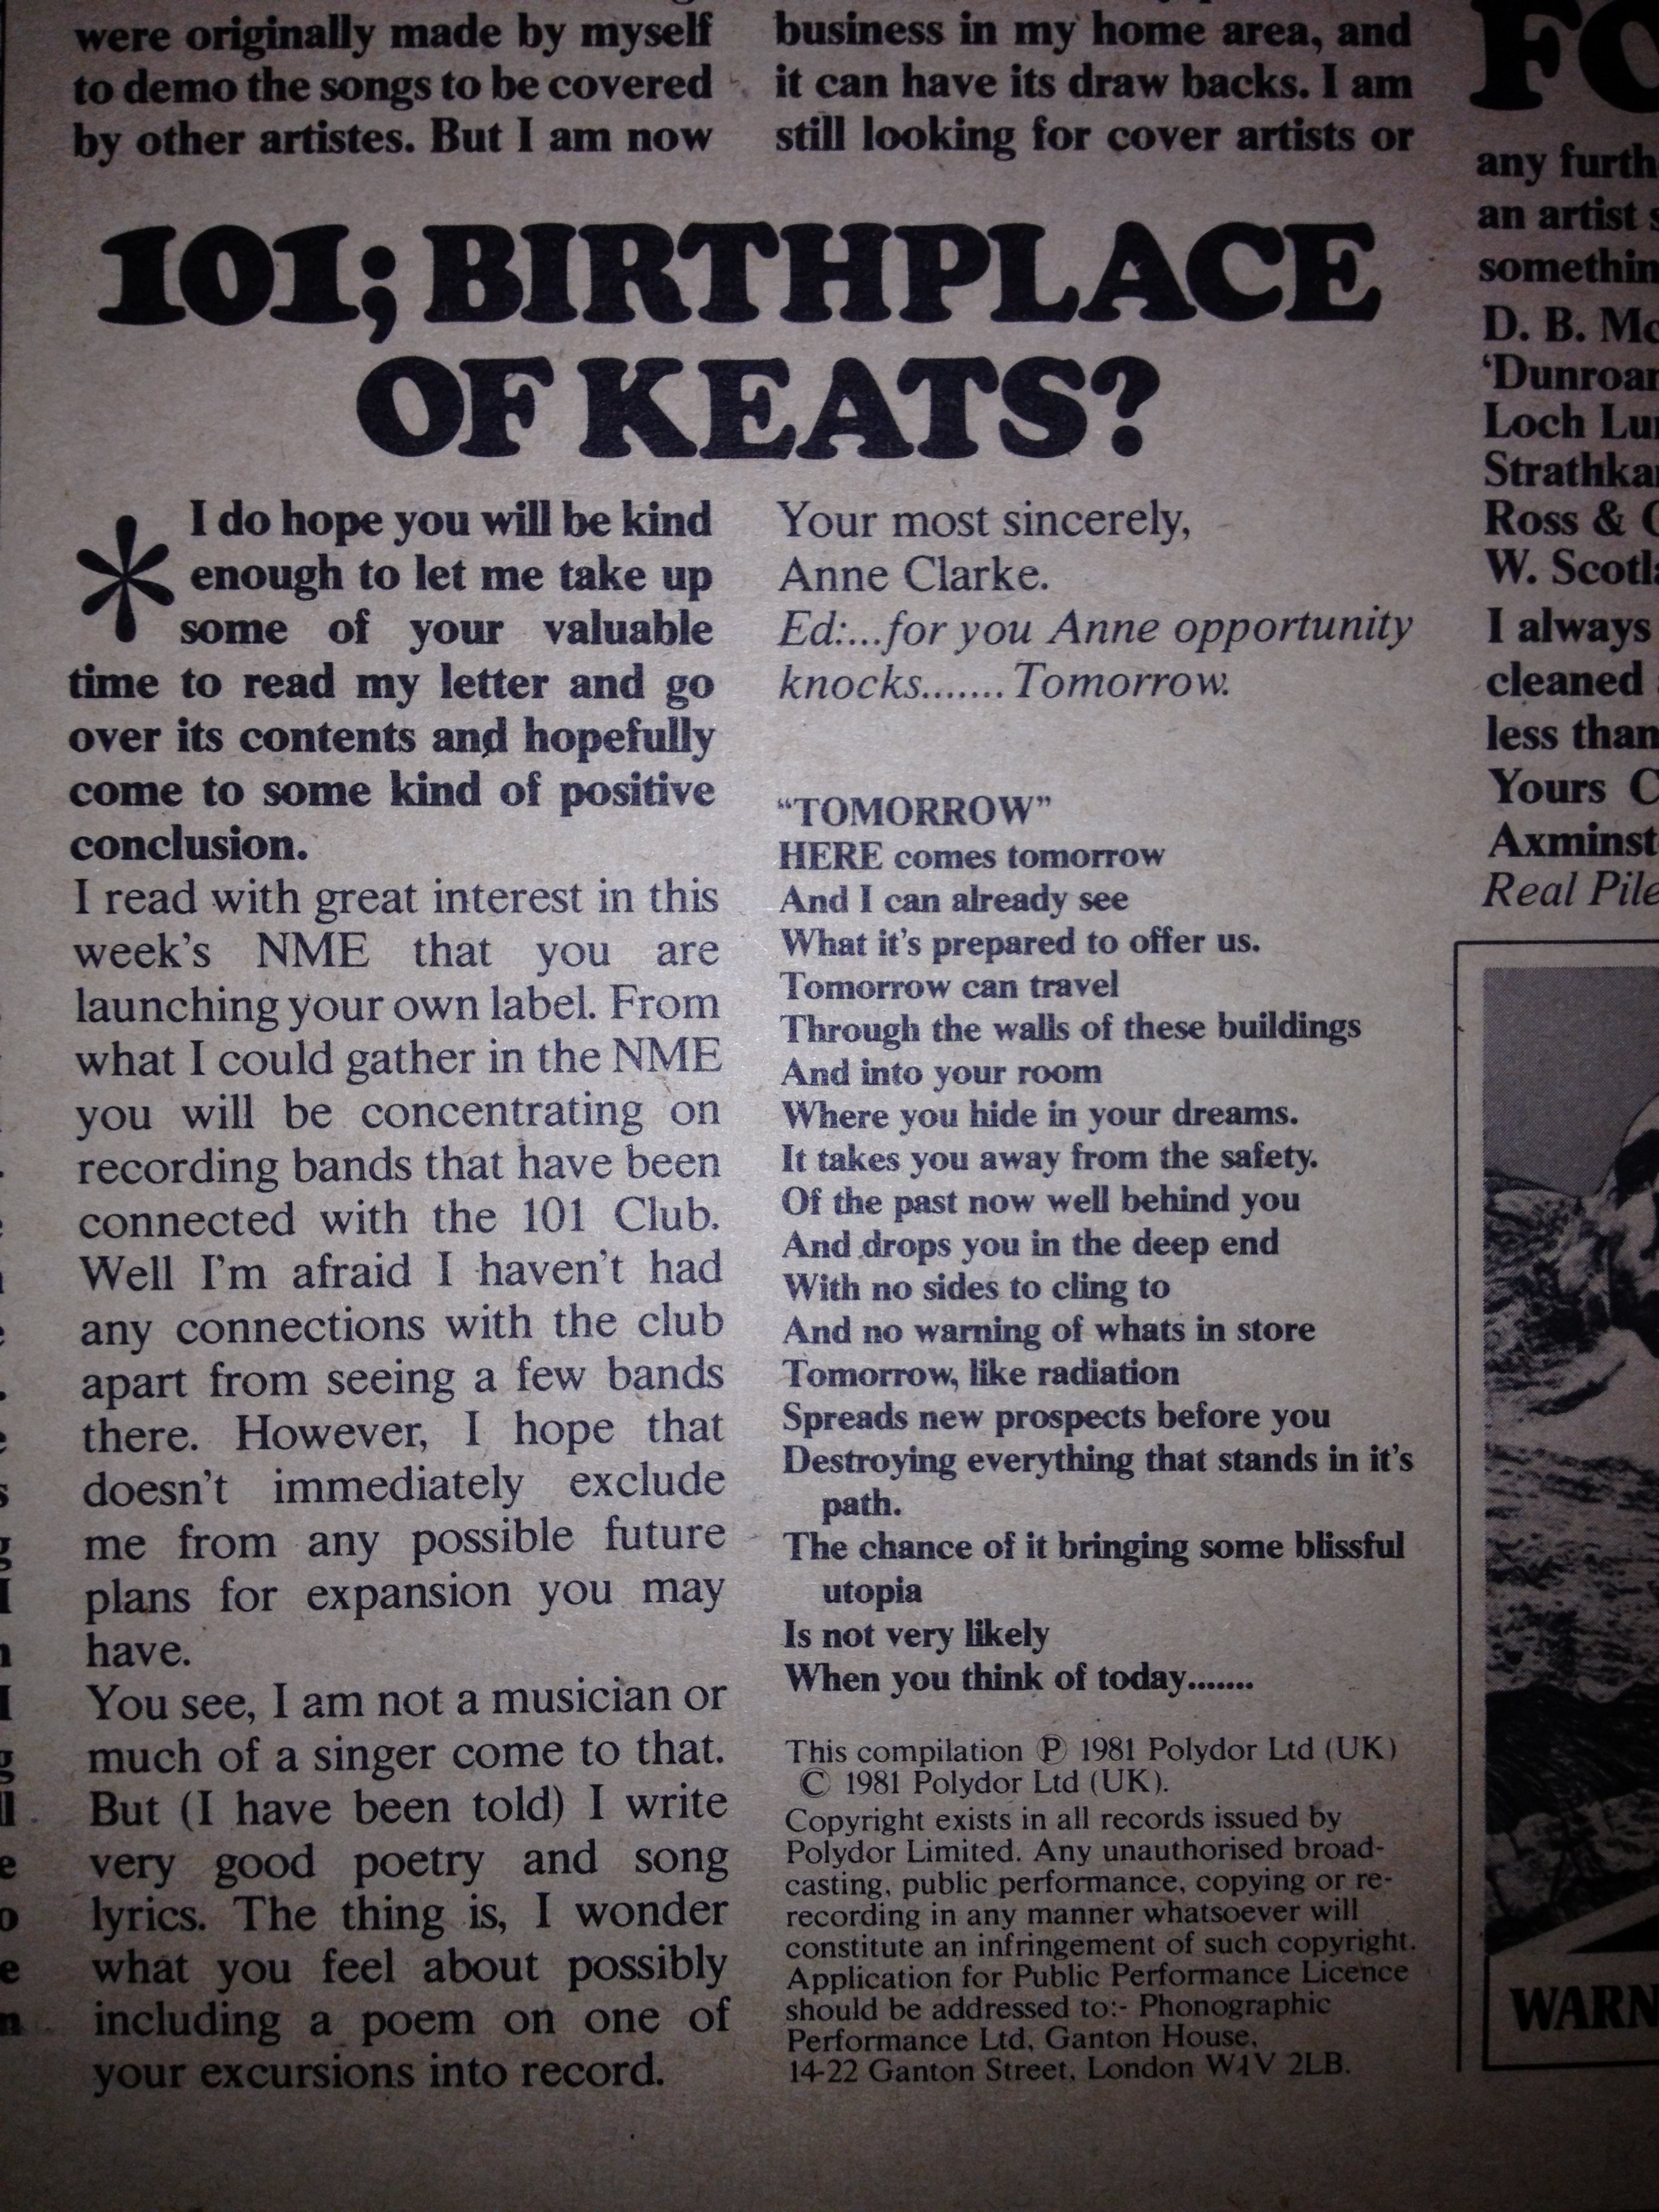 were originally made by myself
to demo the songs to be covered
by other artistes. But I am now
business in my home area, and
it can have its draw backs. I am
still looking for cover artists or
101; BIRTHPLACE
OF KEATS?
* I do hope you will be kind
enough to let me take up
some of your valuable
time to read my letter and go
over its contents and hopefully
come to some kind of positive
conclusion.
I read with great interest in this
week's NME that you are
launching your own label. From
what I could gather in the NME
you will be concentrating on
recording bands that have been
connected with the 101 Club.
Well I'm afraid I haven't had
any connections with the club
apart from seeing a few bands
there. However, I hope that
doesn't immediately exclude
me from any possible future
plans for expansion you may
have.
You see, I am not a musician or
much of a singer come to that.
But (I have been told) I write
very good poetry and song
lyrics. The thing is, I wonder
what you feel about possibly
including a poem on one of
your excursions into record.
Your most sincerely,
Anne Clarke.
Ed:...for you Anne opportunity
knocks....... Tomorrow.
“TOMORROW”
HERE comes tomorrow
And I can already see
What it's prepared to offer us.
Tomorrow can travel
Through the walls of these buildings
And into your room
Where you hide in your dreams.
It takes you away from the safety.
Of the past now well behind you
And drops you in the deep end
With no sides to cling to
And no warning of whats in store
Tomorrow, like radiation
Spreads new prospects before you
Destroying everything that stands in it's
path.
The chance of it bringing some blissful
utopia
Is not very likely
When you think of today.......
This compilation Ⓟ 1981 Polydor Ltd (UK)
© 1981 Polydor Ltd (UK).
Copyright exists in all records issued by
Polydor Limited. Any unauthorised broad-
casting, public performance, copying or re-
recording in any manner whatsoever will
constitute an infringement of such copyright.
Application for Public Performance Licence
should be addressed to:- Phonographic
Performance Ltd, Ganton House,
14-22 Ganton Street, London W1V 2LB.
FO
any furth
an artist s
somethin
D. B. Mc
‘Dunroan
Loch Lu
Strathka
Ross &
W. Scotl
I always
cleaned
less than
Yours C
Axminst
Real Pile
WARN